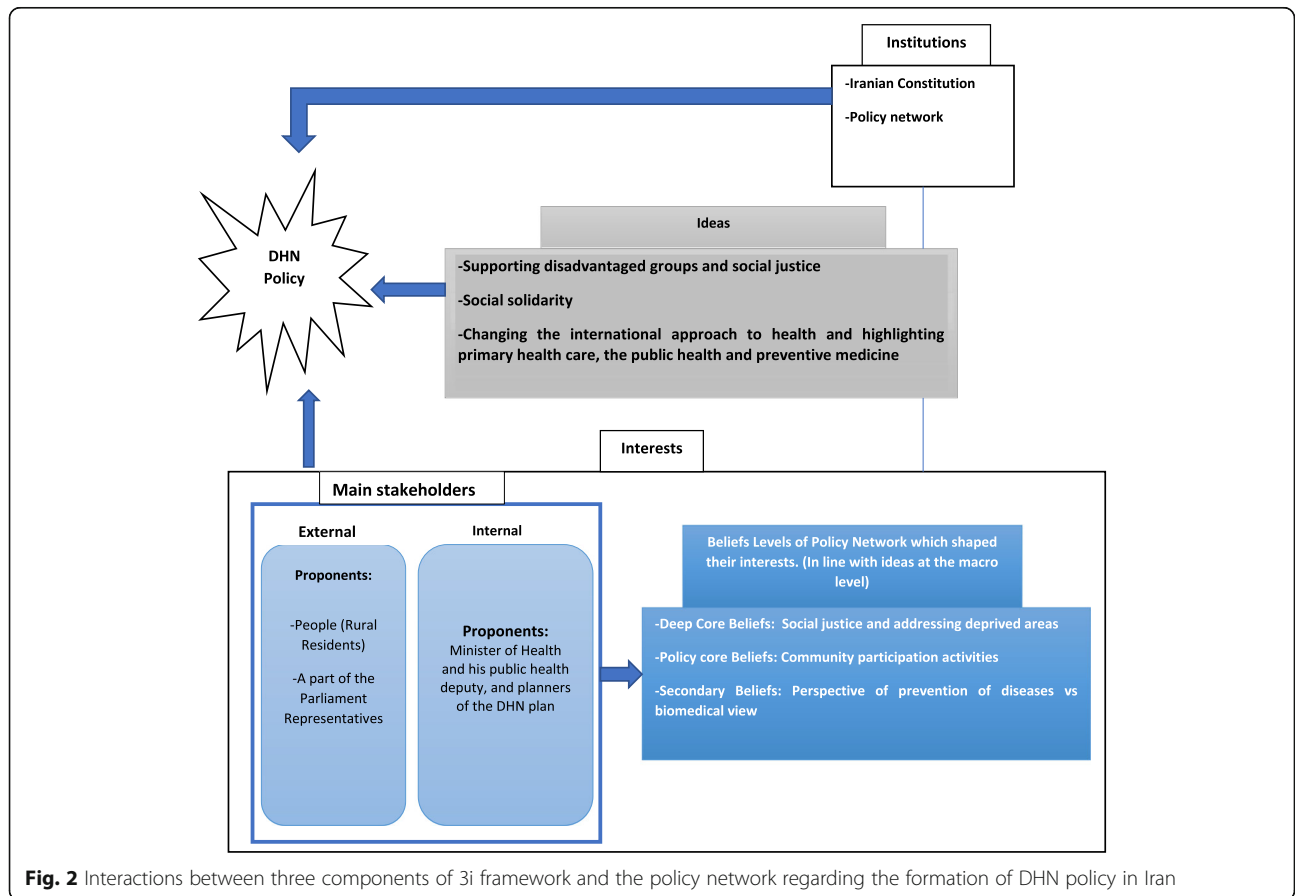 Institutions
-Iranian Constitution
-Policy network
DHN
Policy
Ideas
-Supporting disadvantaged groups and social justice
-Social solidarity
-Changing the international approach to health and highlighting
primary health care, the public health and preventive medicine
Interests
Main stakeholders
External
Proponents:
-People (Rural
Residents)
-A part of the
Parliament
Representatives
Internal
Proponents:
Minister of Health
and his public health
deputy, and planners
of the DHN plan
Beliefs Levels of Policy Network which shaped
their interests. (In line with ideas at the macro
level)
-Deep Core Beliefs: Social justice and addressing deprived areas
-Policy core Beliefs: Community participation activities
-Secondary Beliefs: Perspective of prevention of diseases vs
biomedical view
Fig. 2 Interactions between three components of 3i framework and the policy network regarding the formation of DHN policy in Iran